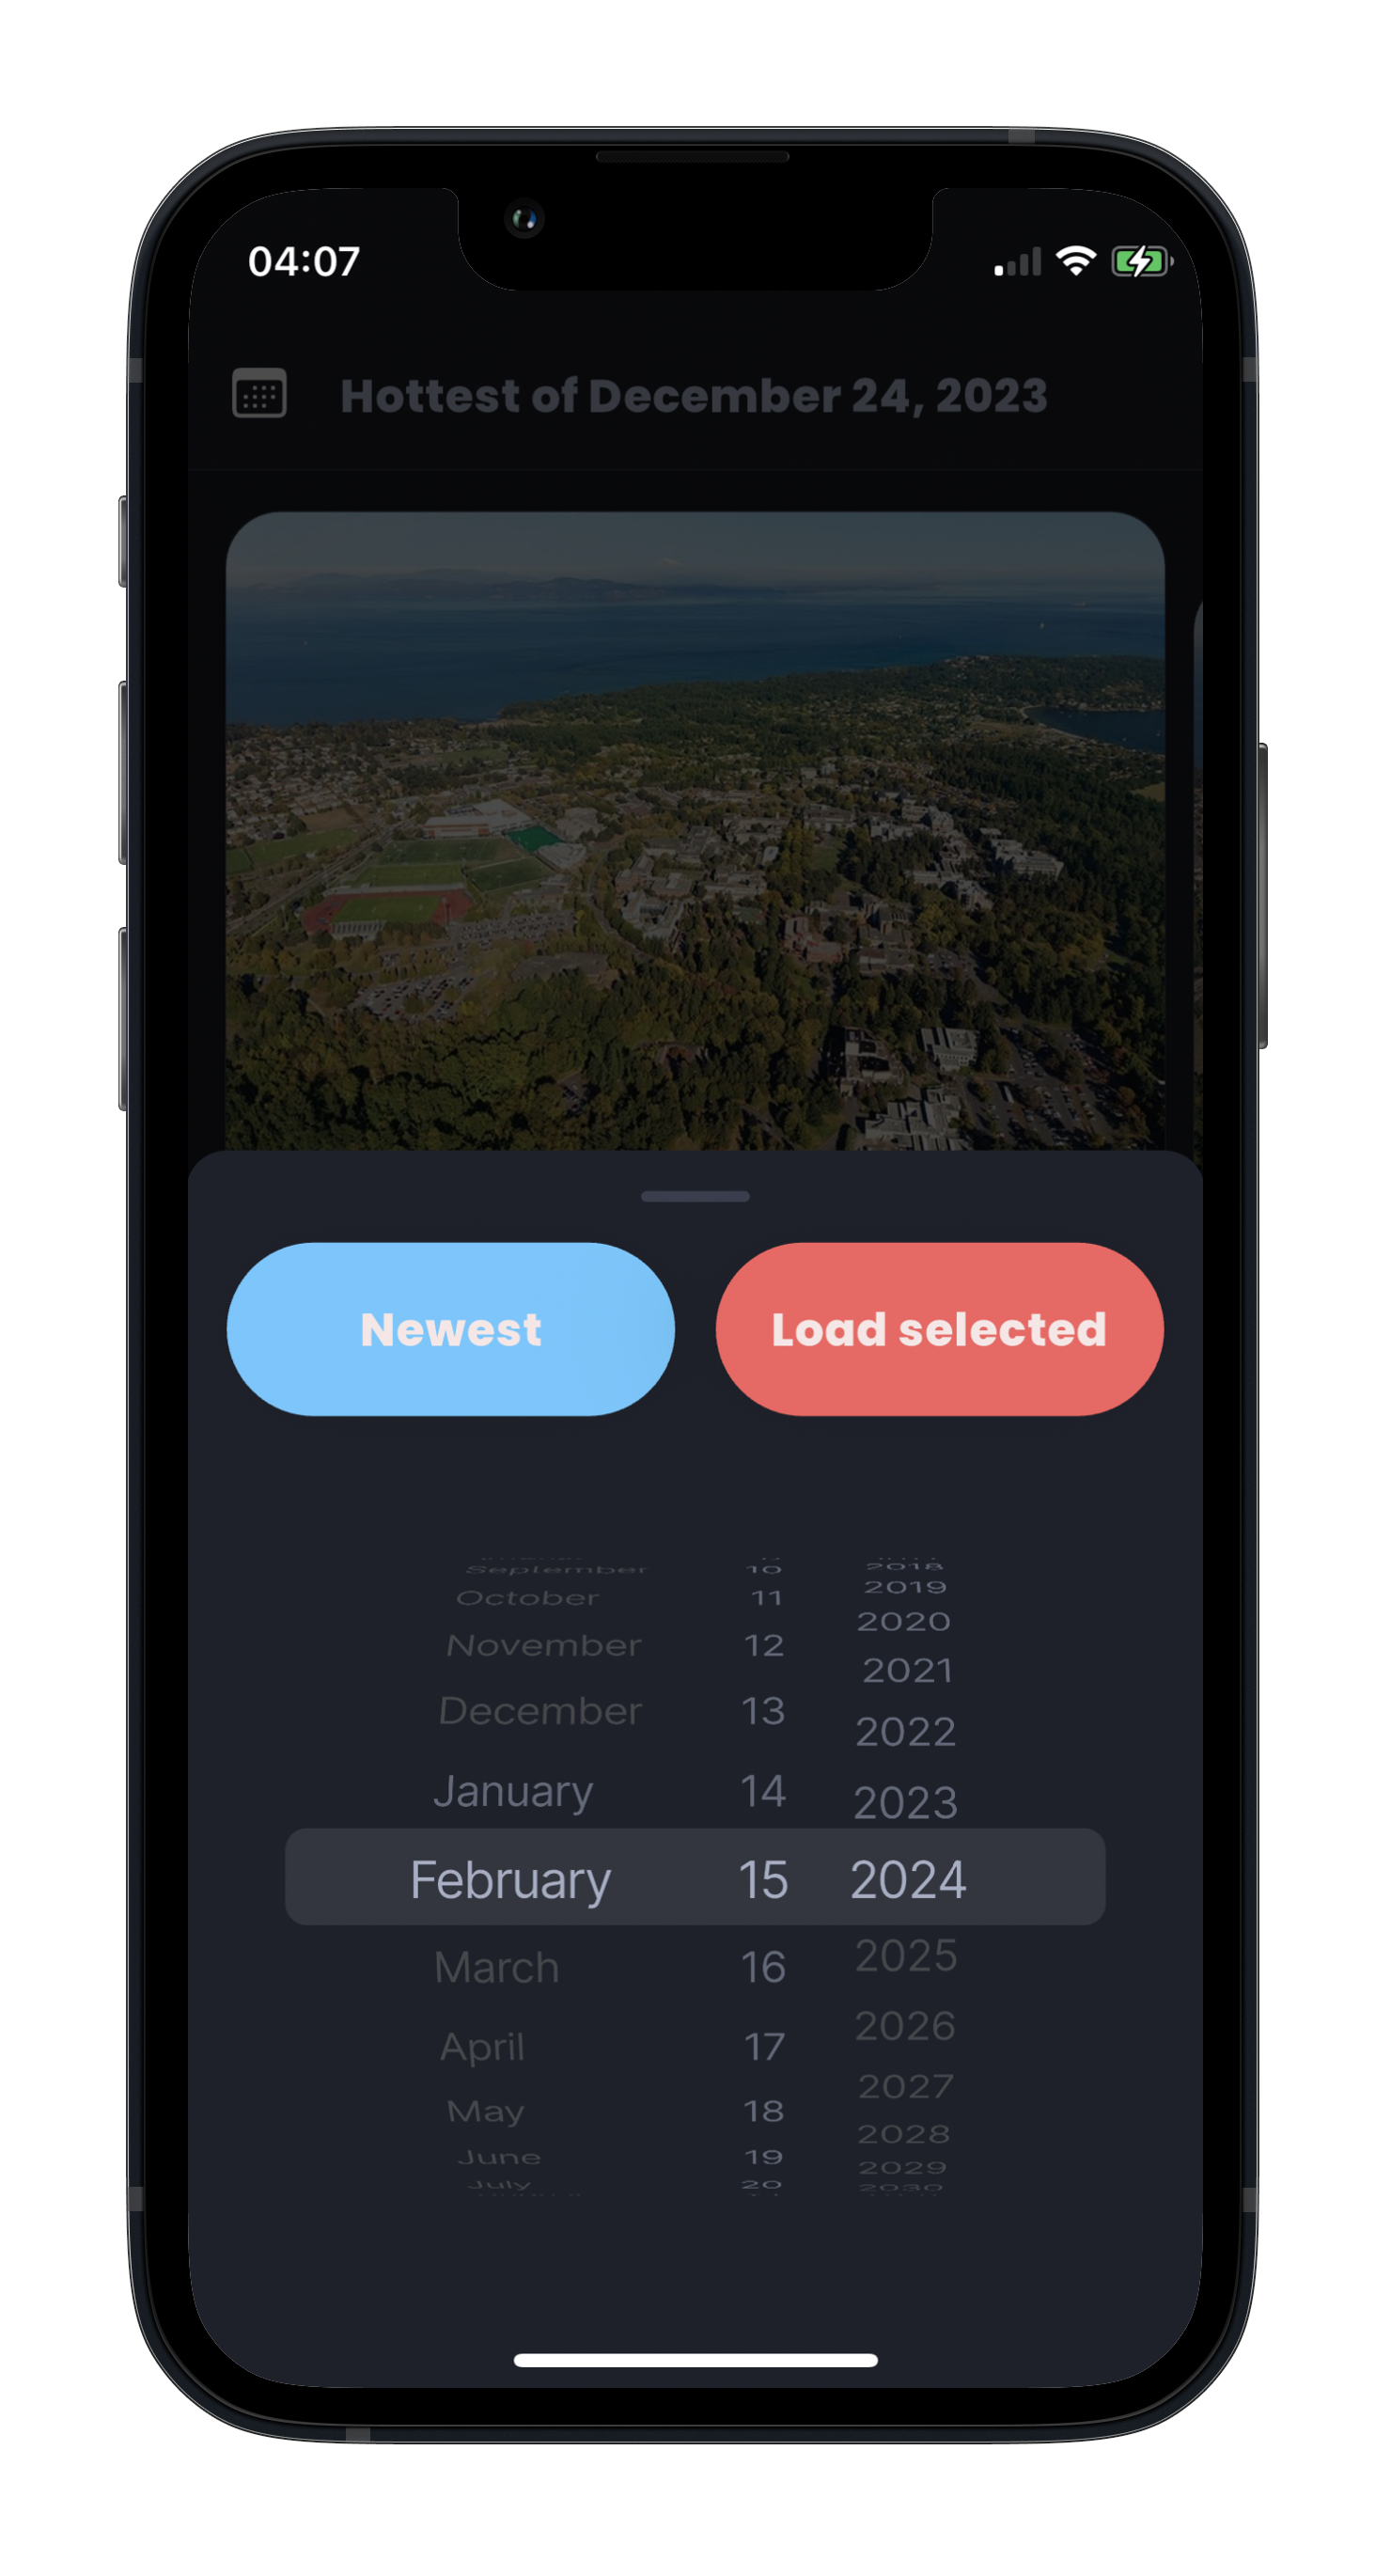 04:07
Hottest of December 24, 2023
Newest
Load selected
September 10 2018
October 11 2019
November 12 2020
December 13 2021
2022
January 14 2023
February 15 2024
March 16 2025
April 17 2026
May 18 2027
June 19 2028
July 20 2029
2030